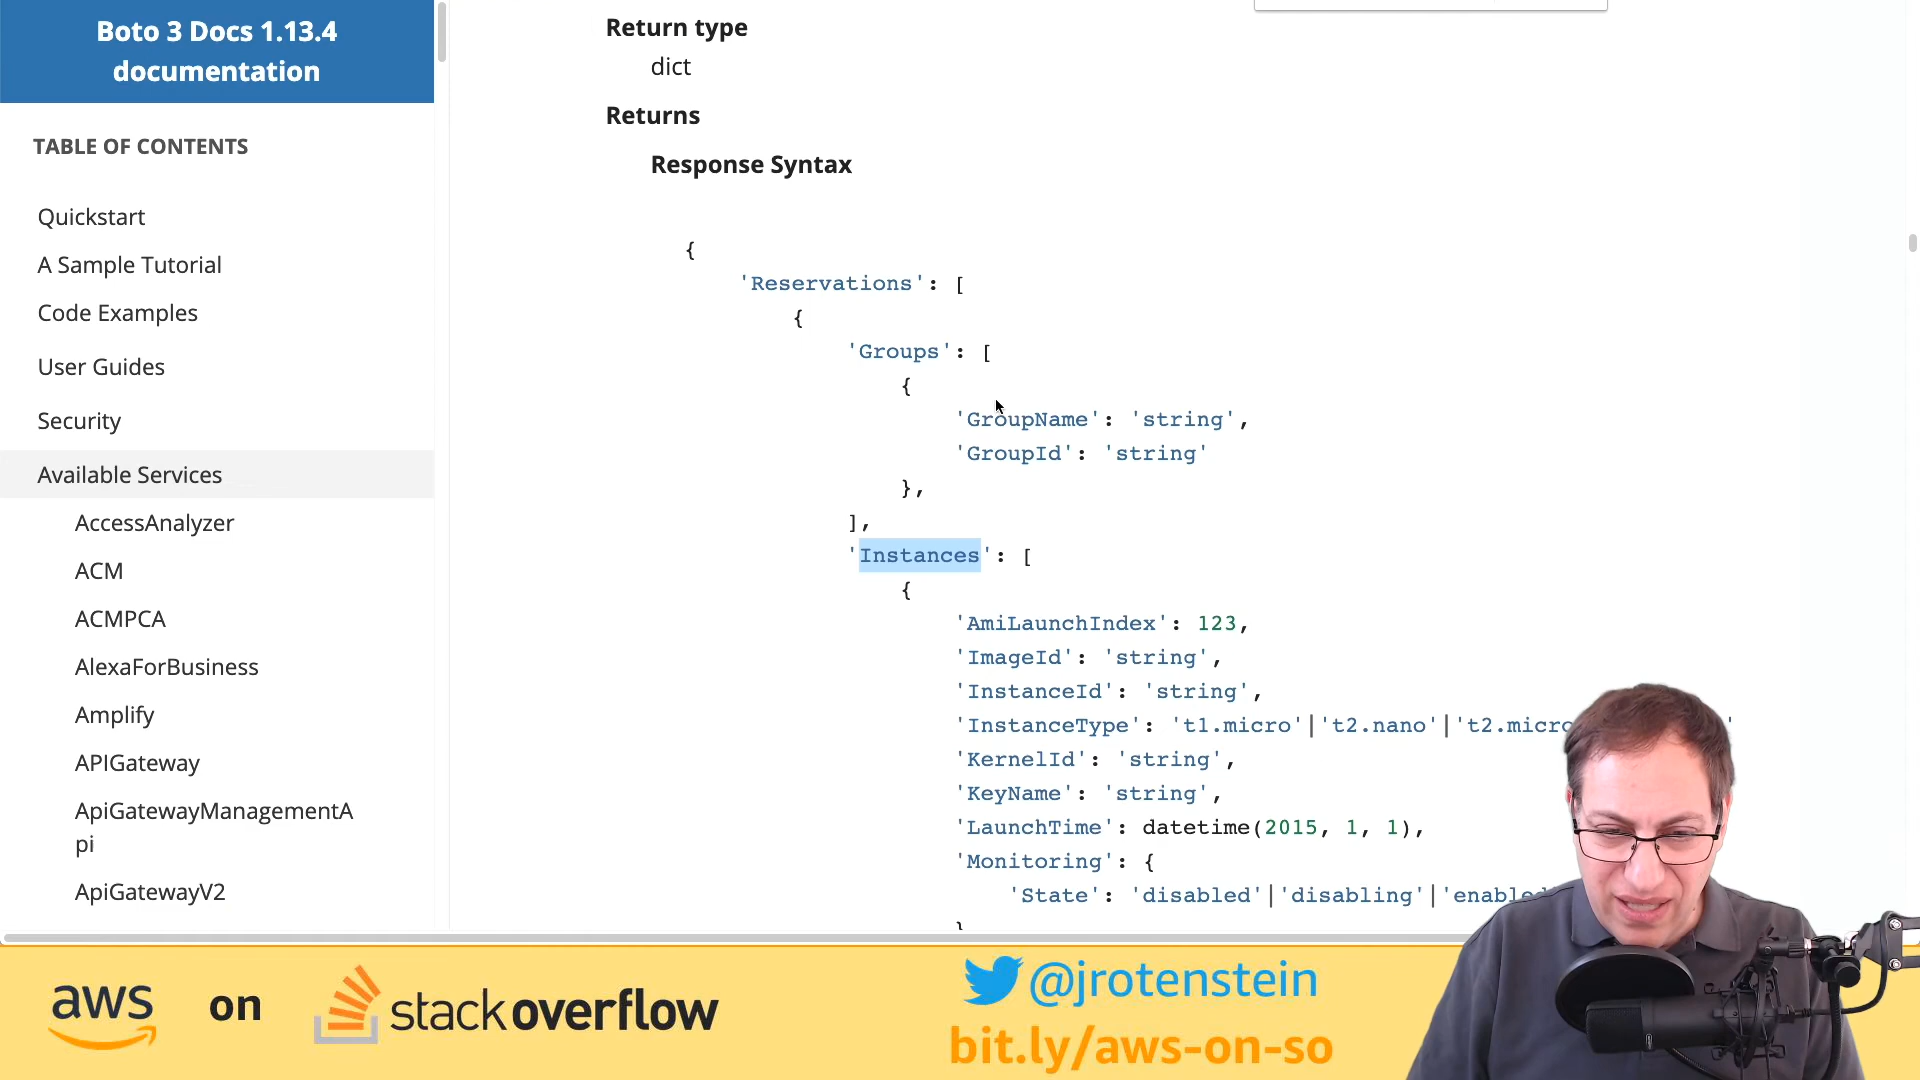 Boto 3 Docs 1.13.4
documentation
TABLE OF CONTENTS
Quickstart
A Sample Tutorial
Code Examples
User Guides
Security
Available Services
AccessAnalyzer
ACM
ACMPCA
AlexaForBusiness
Amplify
APIGateway
ApiGatewayManagementA
pi
ApiGatewayV2
Return type
dict
Returns
Response Syntax
{
'Reservations': [
{
'Groups': [
{
'GroupName': 'string',
'GroupId': 'string'
},
],
'Instances': [
{
'AmiLaunchIndex': 123,
'ImageId': 'string',
'InstanceId': 'string',
'InstanceType': 't1.micro'|'t2.nano'|'t2.micro
'KernelId': 'string',
'KeyName': 'string',
'LaunchTime': datetime(2015, 1, 1),
'Monitoring': {
'State': 'disabled'|'disabling'|'enabled
aws on stackoverflow
@jrotenstein
bit.ly/aws-on-so